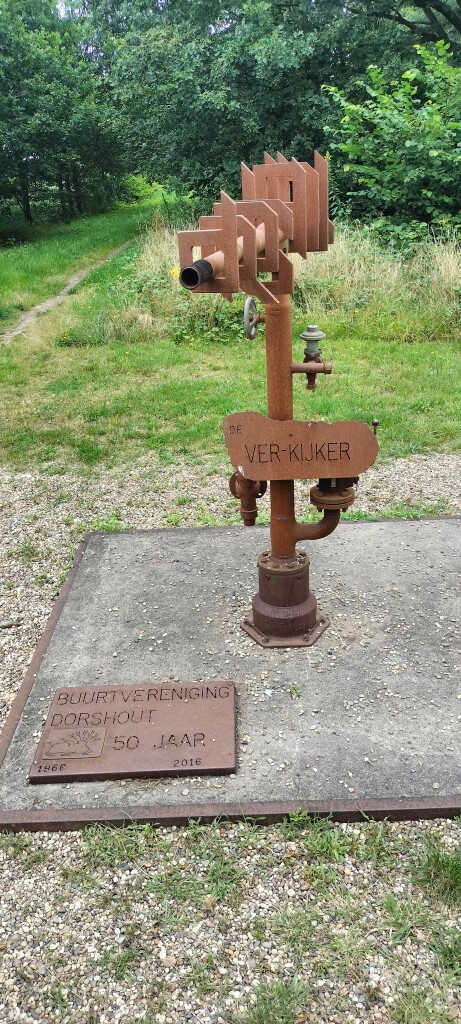 DE
VER-KIJKER
BUURTVERENIGING
DORSHOUT
50 JAAR
1966 2016